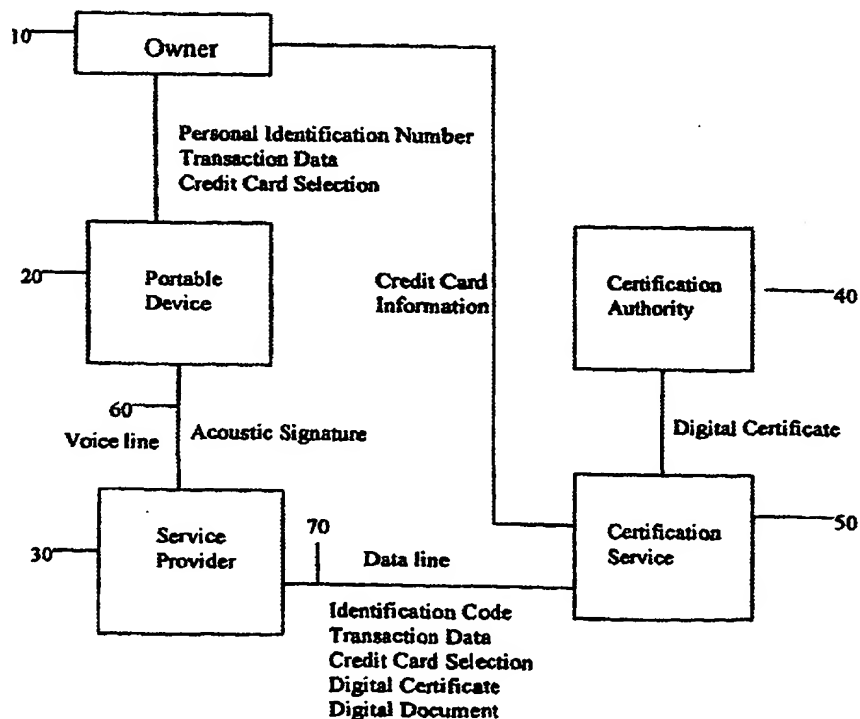 10
Owner
Personal Identification Number
Transaction Data
Credit Card Selection
20
Portable
Device
Credit Card
Information
Certification
Authority
40
60
Voice line
Acoustic Signature
Digital Certificate
30
Service
Provider
70
Data line
Certification
Service
50
Identification Code
Transaction Data
Credit Card Selection
Digital Certificate
Digital Document